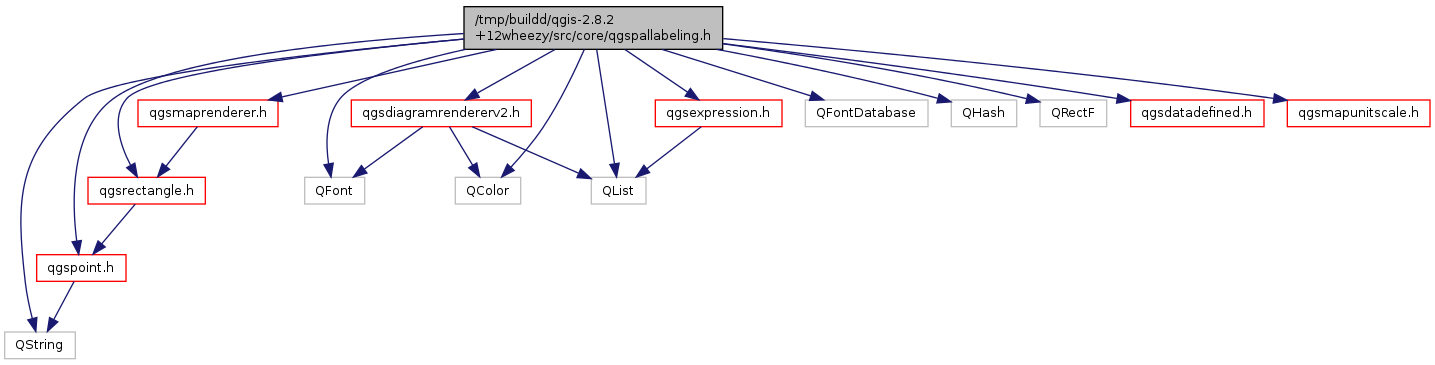 /tmp/buildd/qgis-2.8.2
+12wheezy/src/core/qgspallabeling.h
qgsmaprenderer.h
qgsdiagramrendererv2.h
qgsexpression.h
QFontDatabase
QHash
QRectF
qgsdatadefined.h
qgsmapunitscale.h
qgsrectangle.h
QFont
QColor
QList
qgspoint.h
QString